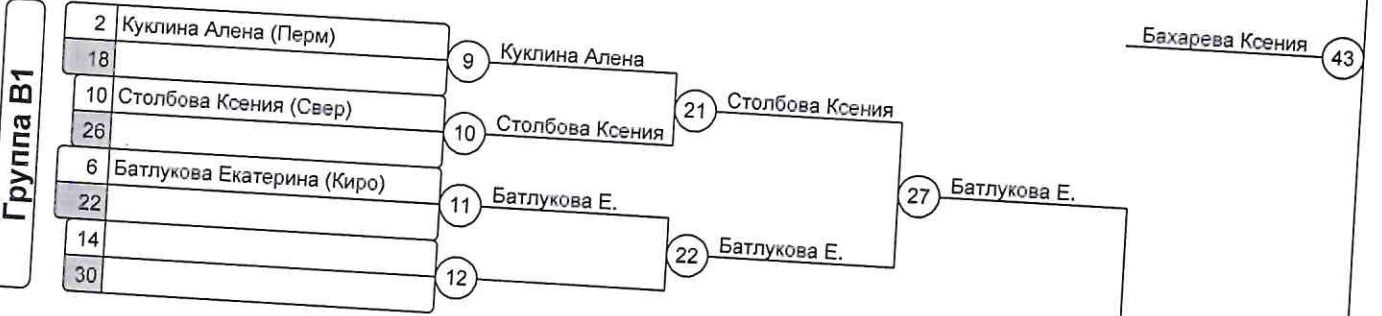 Группа В1
2 Куклина Алена (Перм)
18
9 Куклина Алена
10 Столбова Ксения (Свер)
26
10 Столбова Ксения
21 Столбова Ксения
6 Батлукова Екатерина (Киро)
22
11 Батлукова Е.
14
30
12
22 Батлукова Е.
27 Батлукова Е.
Бахарева Ксения 43